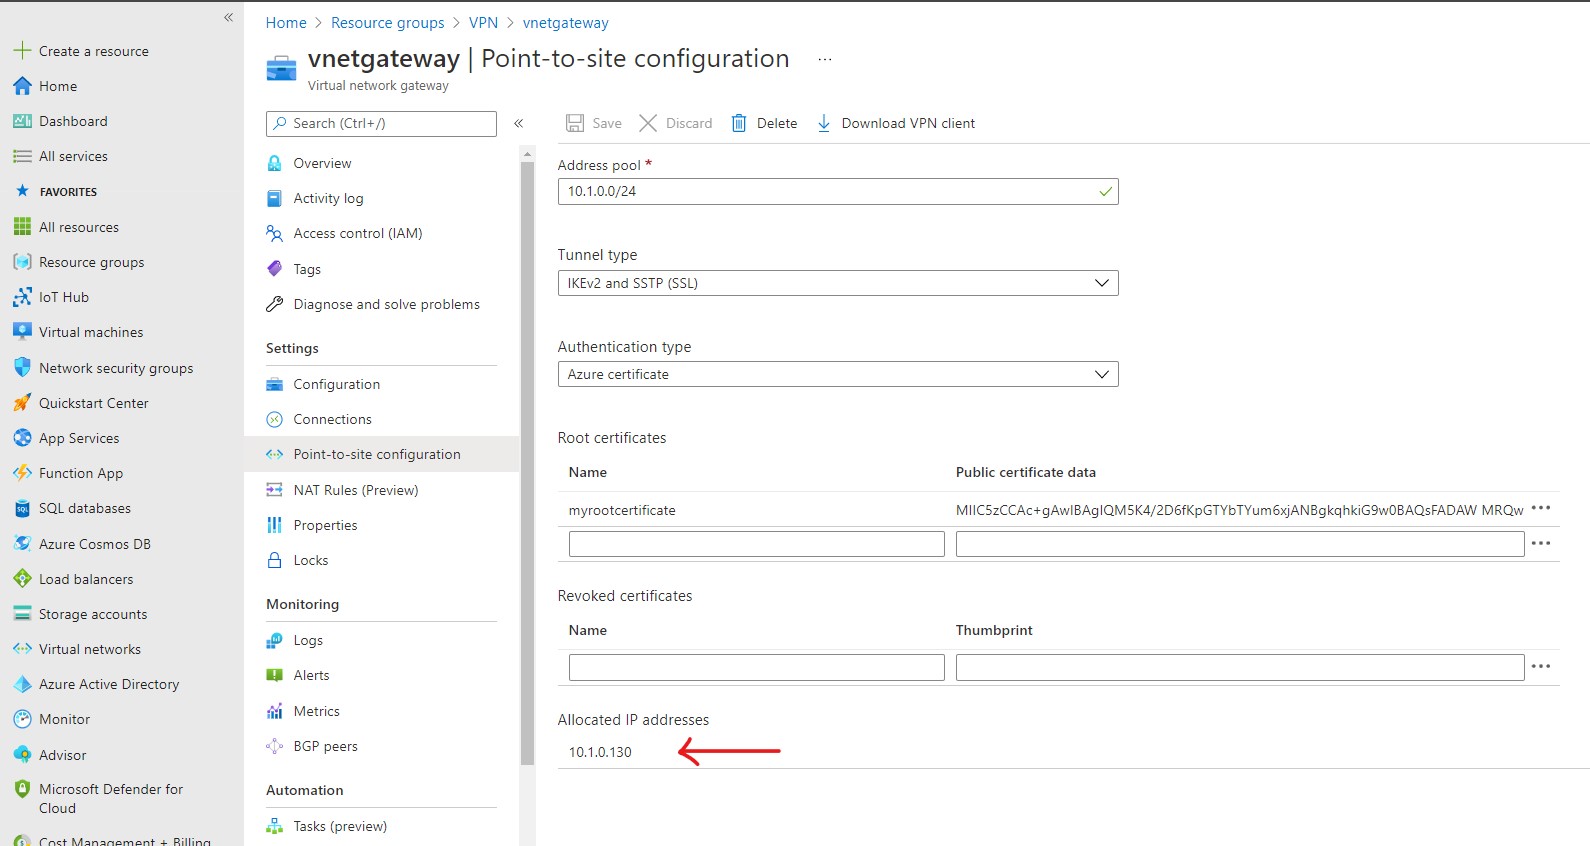 Home > Resource groups > VPN > vnetgateway
vnetgateway | Point-to-site configuration ...
Virtual network gateway
Create a resource
Home
Dashboard
All services
FAVORITES
All resources
Resource groups
IoT Hub
Virtual machines
Network security groups
Quickstart Center
App Services
Function App
SQL databases
Azure Cosmos DB
Load balancers
Storage accounts
Virtual networks
Azure Active Directory
Monitor
Advisor
Microsoft Defender for
Cloud
Cost Management + Billing
Search (Ctrl+/)
Overview
Activity log
Access control (IAM)
Tags
Diagnose and solve problems
Settings
Configuration
Connections
Point-to-site configuration
NAT Rules (Preview)
Properties
Locks
Monitoring
Logs
Alerts
Metrics
BGP peers
Automation
Tasks (preview)
Save Discard Delete Download VPN client
Address pool *
10.1.0.0/24
Tunnel type
IKEv2 and SSTP (SSL)
Authentication type
Azure certificate
Root certificates
Name Public certificate data
myrootcertificate MIIC5zCCAc+gAwIBAgIQM5K4/2D6fKpGTYbTYum6xjANBgkqhkiG9w0BAQsFADAW MRQw
Revoked certificates
Name Thumbprint
Allocated IP addresses
10.1.0.130